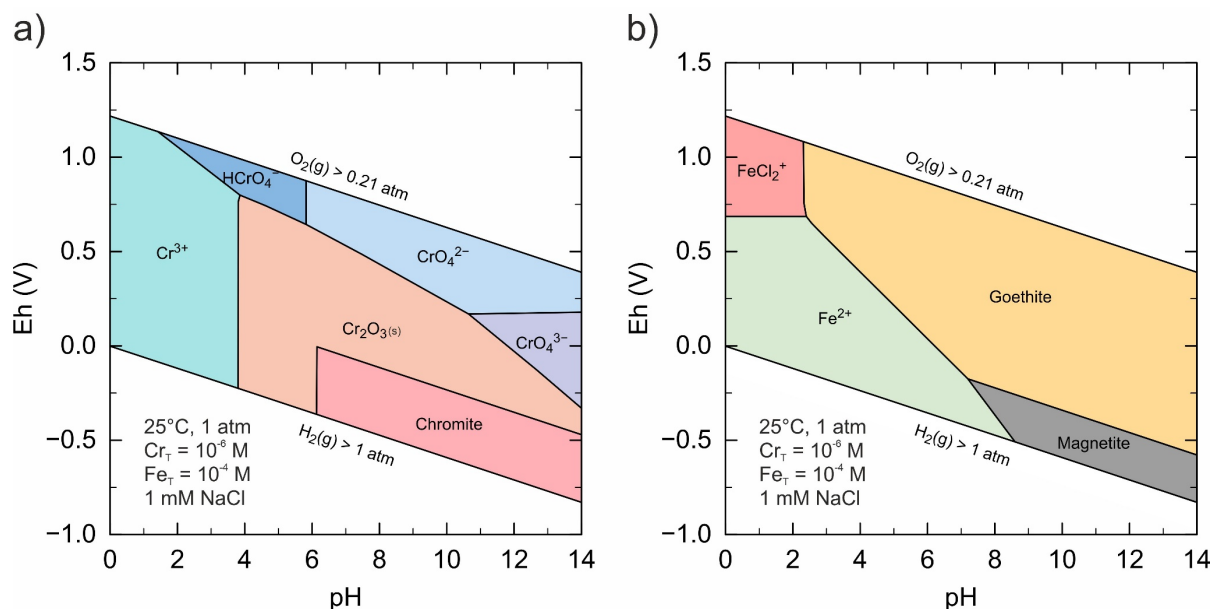 a)
1.5
1.0
0.5
0.0
−0.5
−1.0
Eh (V)
0 2 4 6 8 10 12 14
pH
O₂(g) > 0.21 atm
HCrO₄⁻
Cr³⁺
CrO₄²⁻
Cr₂O₃(s)
CrO₄³⁻
Chromite
H₂(g) > 1 atm
25°C, 1 atm
Cr_T = 10⁻⁶ M
Fe_T = 10⁻⁴ M
1 mM NaCl
b)
1.5
1.0
0.5
0.0
−0.5
−1.0
Eh (V)
0 2 4 6 8 10 12 14
pH
O₂(g) > 0.21 atm
FeCl₂⁺
Goethite
Fe²⁺
Magnetite
H₂(g) > 1 atm
25°C, 1 atm
Cr_T = 10⁻⁶ M
Fe_T = 10⁻⁴ M
1 mM NaCl